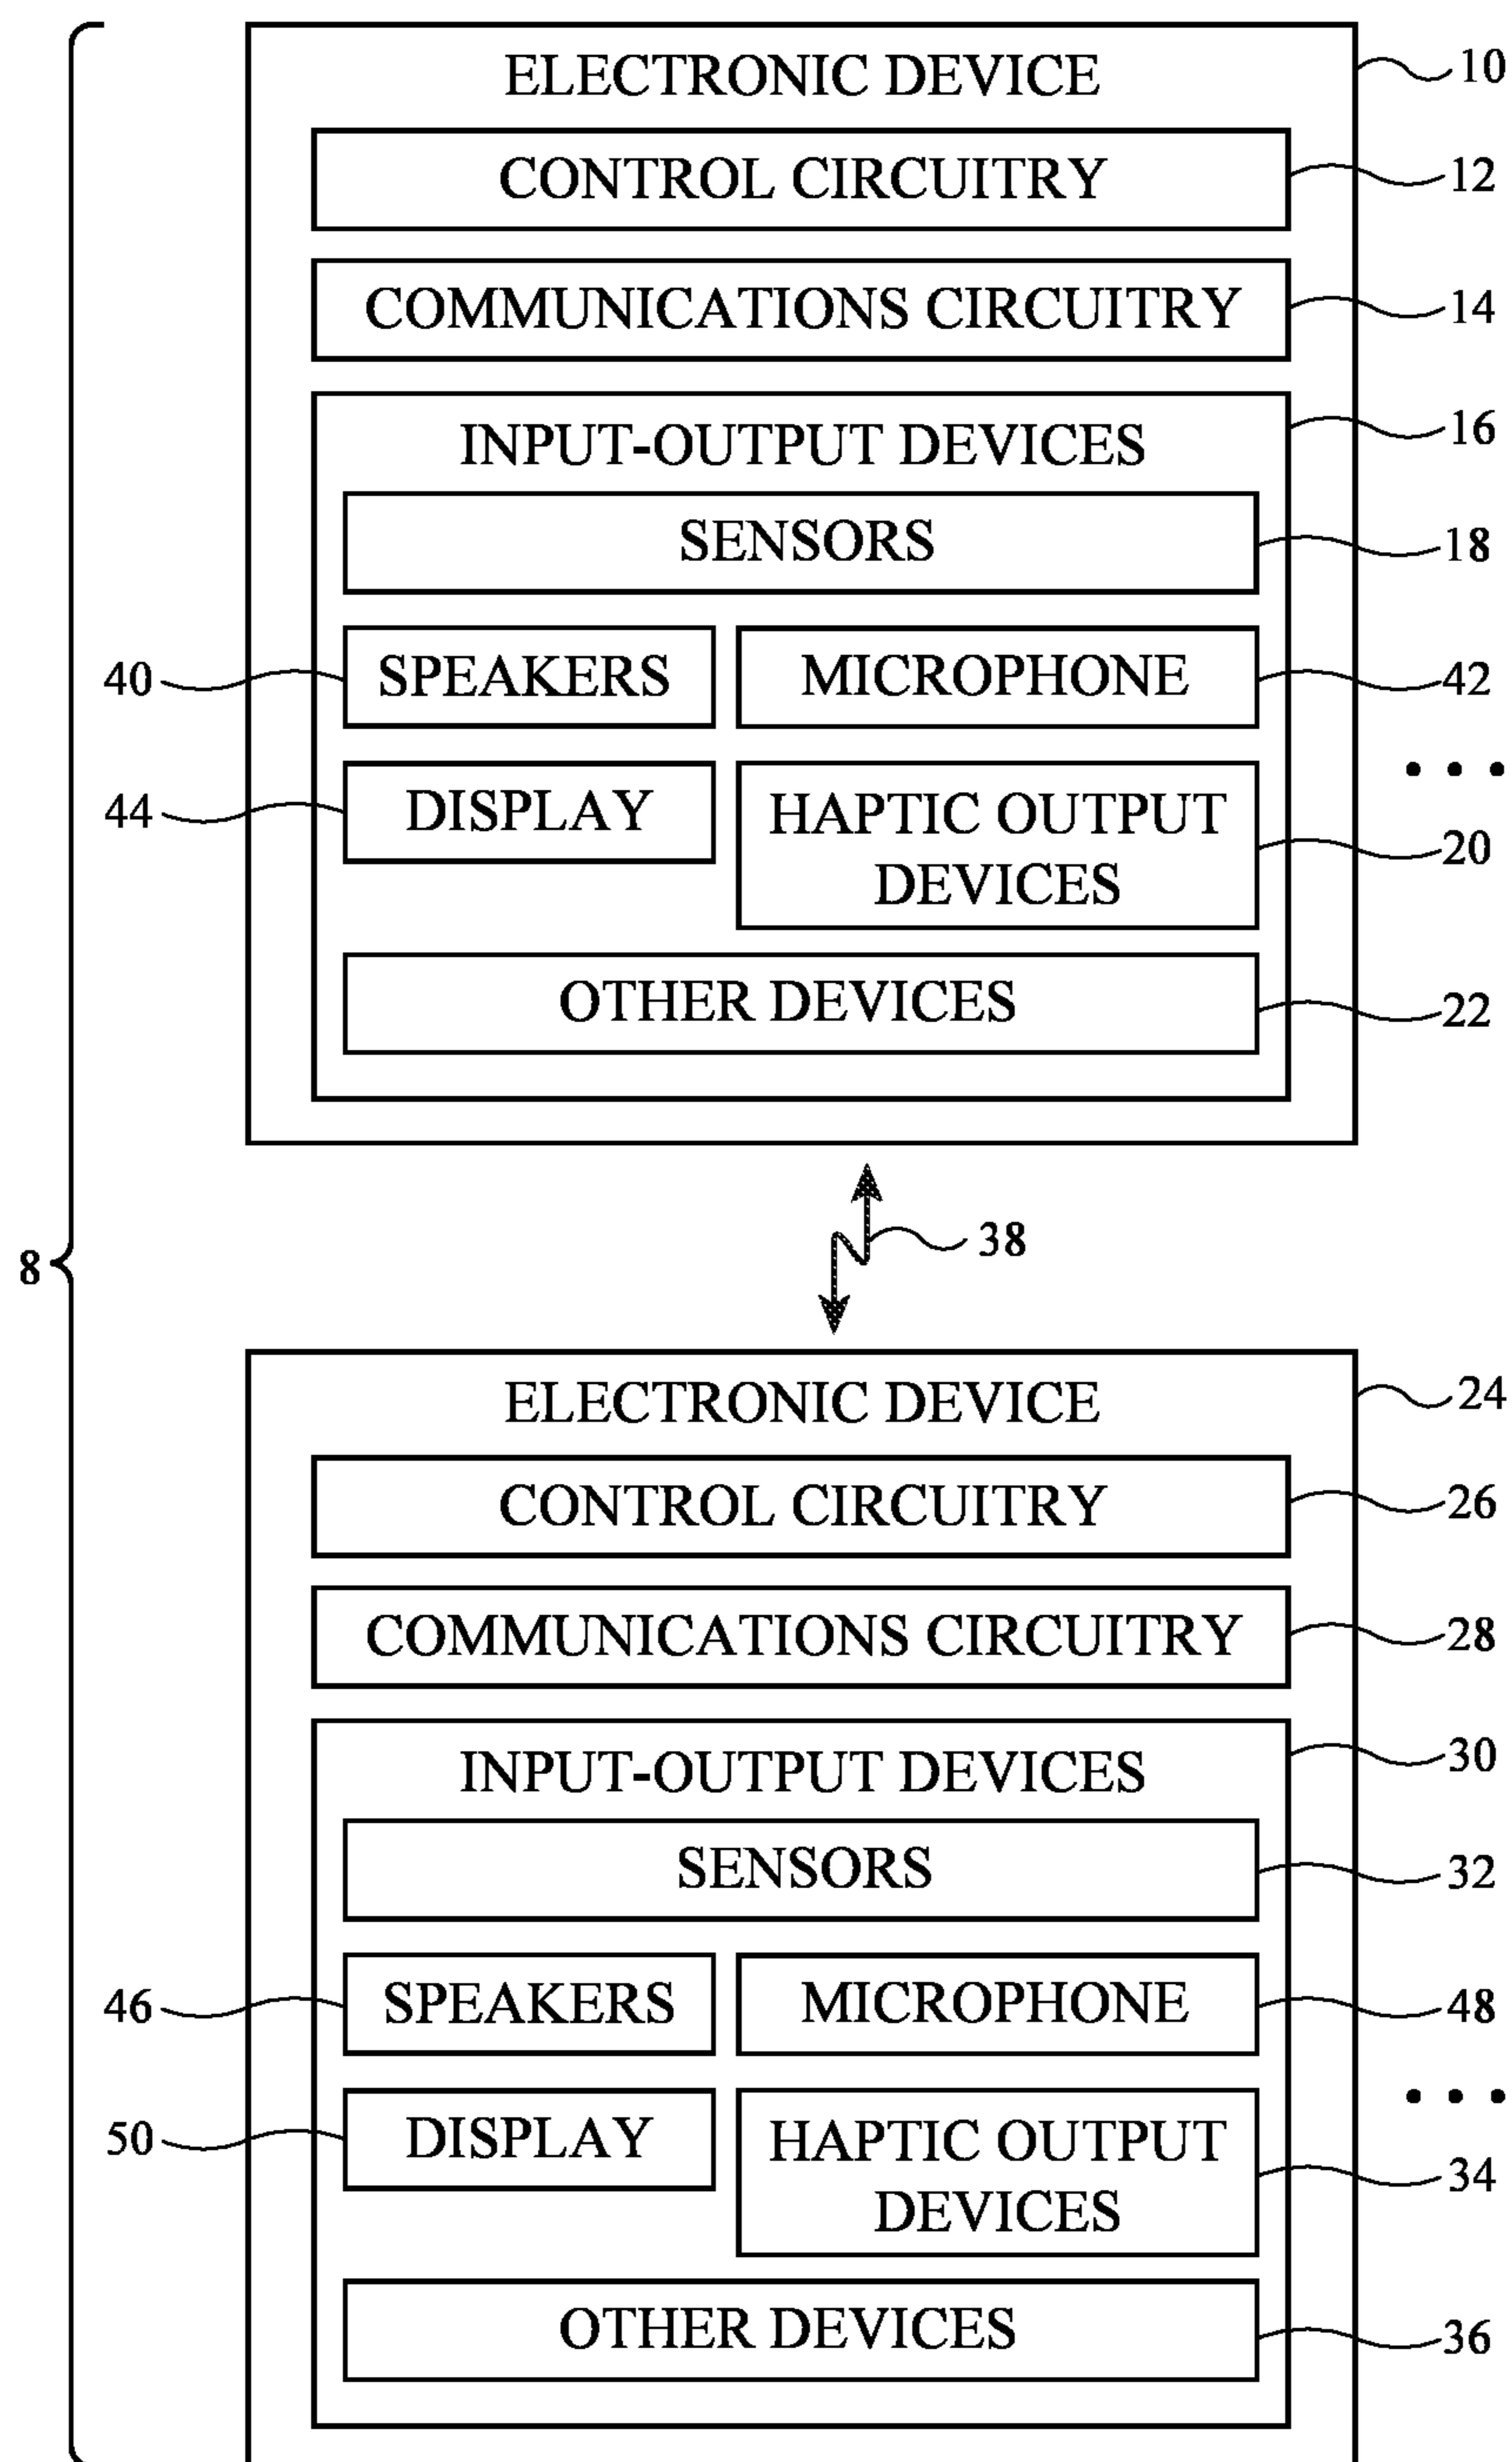 ELECTRONIC DEVICE 10
CONTROL CIRCUITRY 12
COMMUNICATIONS CIRCUITRY 14
INPUT-OUTPUT DEVICES 16
SENSORS 18
40 SPEAKERS MICROPHONE 42
44 DISPLAY HAPTIC OUTPUT
DEVICES 20
OTHER DEVICES 22
8
38
ELECTRONIC DEVICE 24
CONTROL CIRCUITRY 26
COMMUNICATIONS CIRCUITRY 28
INPUT-OUTPUT DEVICES 30
SENSORS 32
46 SPEAKERS MICROPHONE 48
50 DISPLAY HAPTIC OUTPUT
DEVICES 34
OTHER DEVICES 36